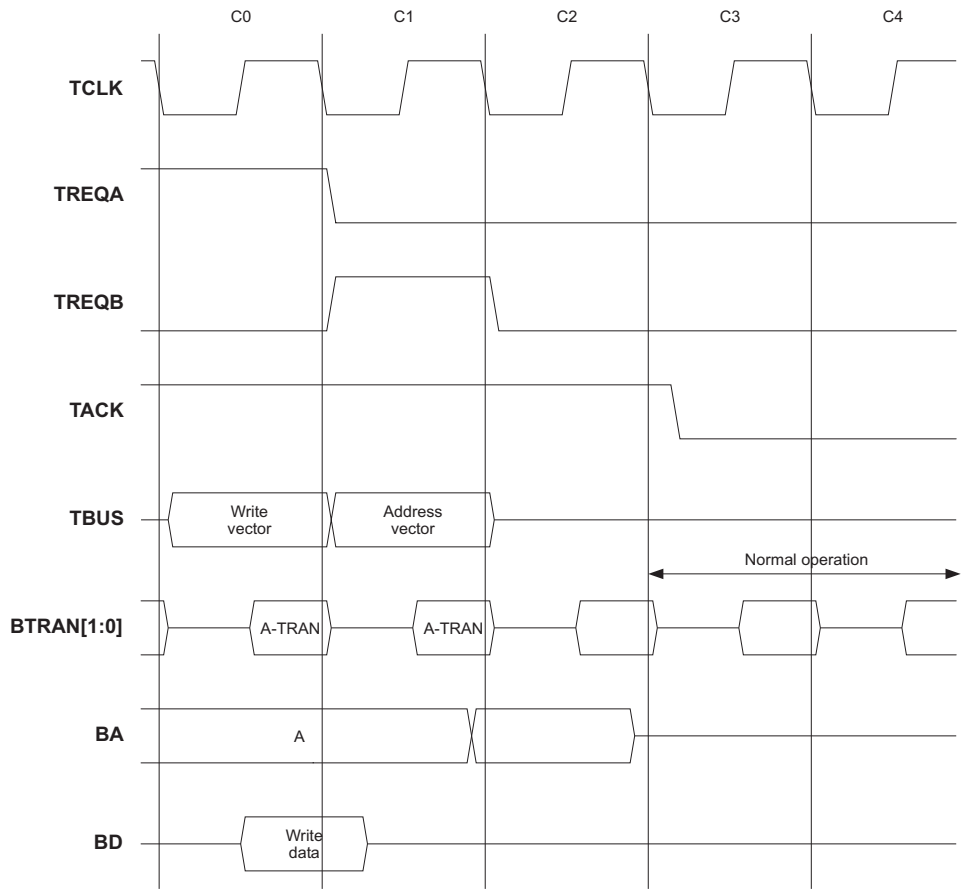 C0 C1 C2 C3 C4
TCLK
TREQA
TREQB
TACK
TBUS
Write
vector
Address
vector
Normal operation
BTRAN[1:0]
A-TRAN A-TRAN
BA
A
BD
Write
data